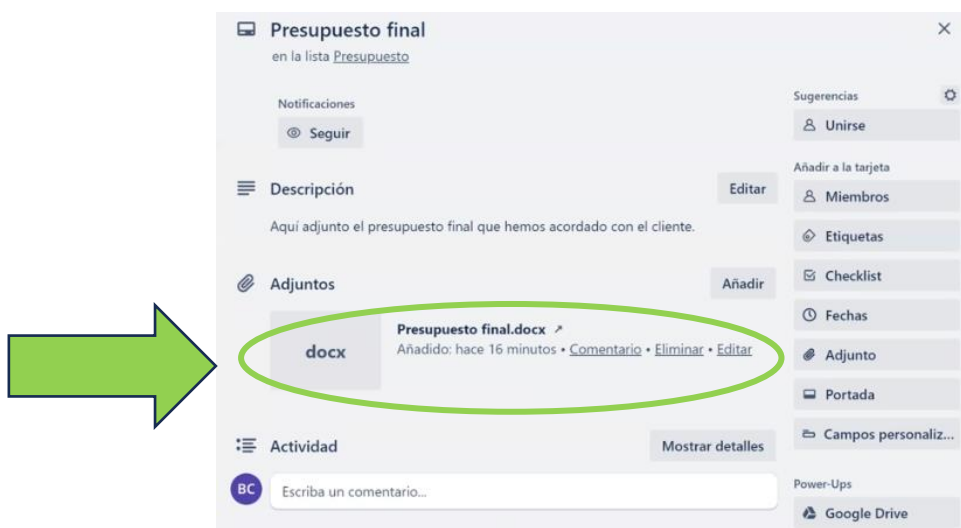 Presupuesto final
en la lista Presupuesto
Notificaciones
Seguir
Descripción
Editar
Aquí adjunto el presupuesto final que hemos acordado con el cliente.
Adjuntos
Añadir
docx
Presupuesto final.docx ↗
Añadido: hace 16 minutos • Comentario • Eliminar • Editar
Actividad
Mostrar detalles
BC
Escriba un comentario...
Sugerencias
Unirse
Añadir a la tarjeta
Miembros
Etiquetas
Checklist
Fechas
Adjunto
Portada
Campos personaliz...
Power-Ups
Google Drive